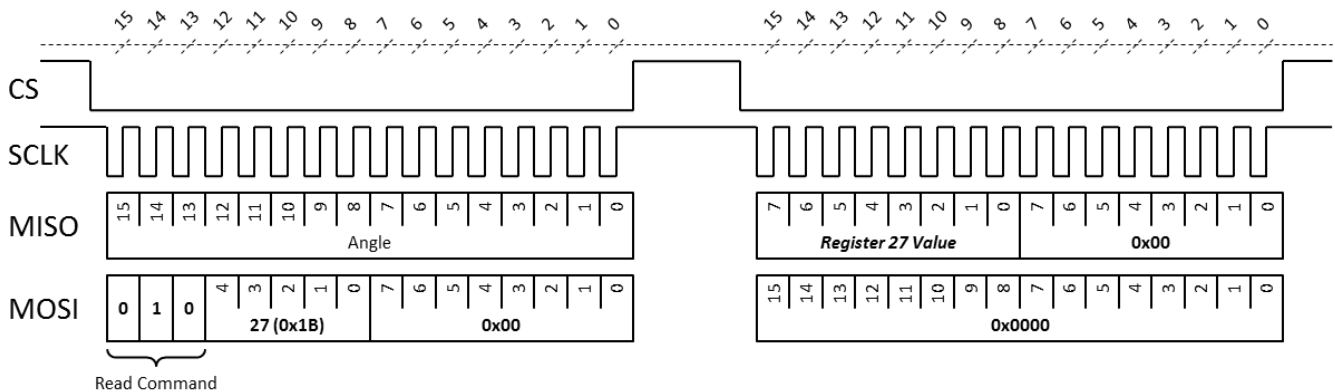 15 14 13 12 11 10 9 8 7 6 5 4 3 2 1 0 15 14 13 12 11 10 9 8 7 6 5 4 3 2 1 0
CS
SCLK
MISO 15 14 13 12 11 10 9 8 7 6 5 4 3 2 1 0 7 6 5 4 3 2 1 0 7 6 5 4 3 2 1 0
Angle Register 27 Value 0x00
MOSI 0 1 0 4 3 2 1 0 7 6 5 4 3 2 1 0 15 14 13 12 11 10 9 8 7 6 5 4 3 2 1 0
27 (0x1B) 0x00 0x0000
Read Command